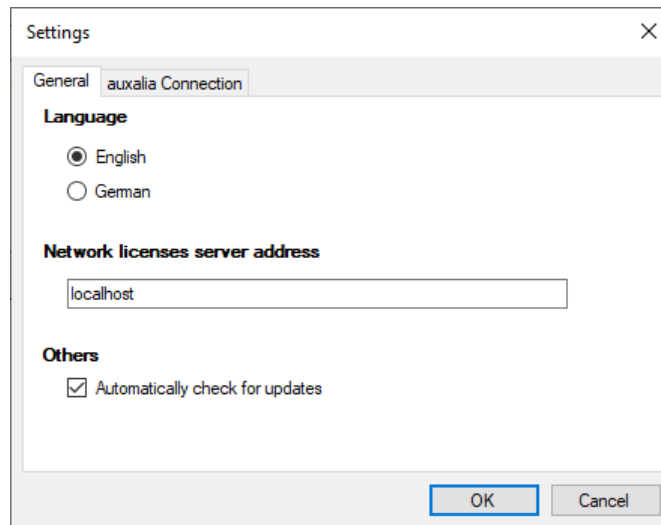 Settings
General
auxalia Connection
Language
English
German
Network licenses server address
localhost
Others
Automatically check for updates
OK
Cancel